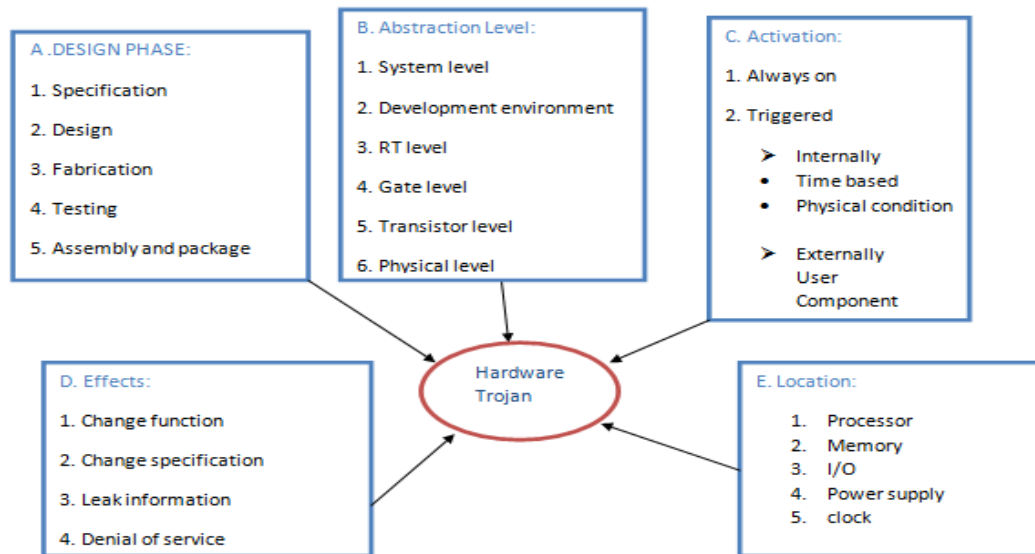 A .DESIGN PHASE:
1. Specification
2. Design
3. Fabrication
4. Testing
5. Assembly and package
B. Abstraction Level:
1. System level
2. Development environment
3. RT level
4. Gate level
5. Transistor level
6. Physical level
C. Activation:
1. Always on
2. Triggered
➤ Internally
• Time based
• Physical condition
➤ Externally
User
Component
Hardware
Trojan
D. Effects:
1. Change function
2. Change specification
3. Leak information
4. Denial of service
E. Location:
1. Processor
2. Memory
3. I/O
4. Power supply
5. clock